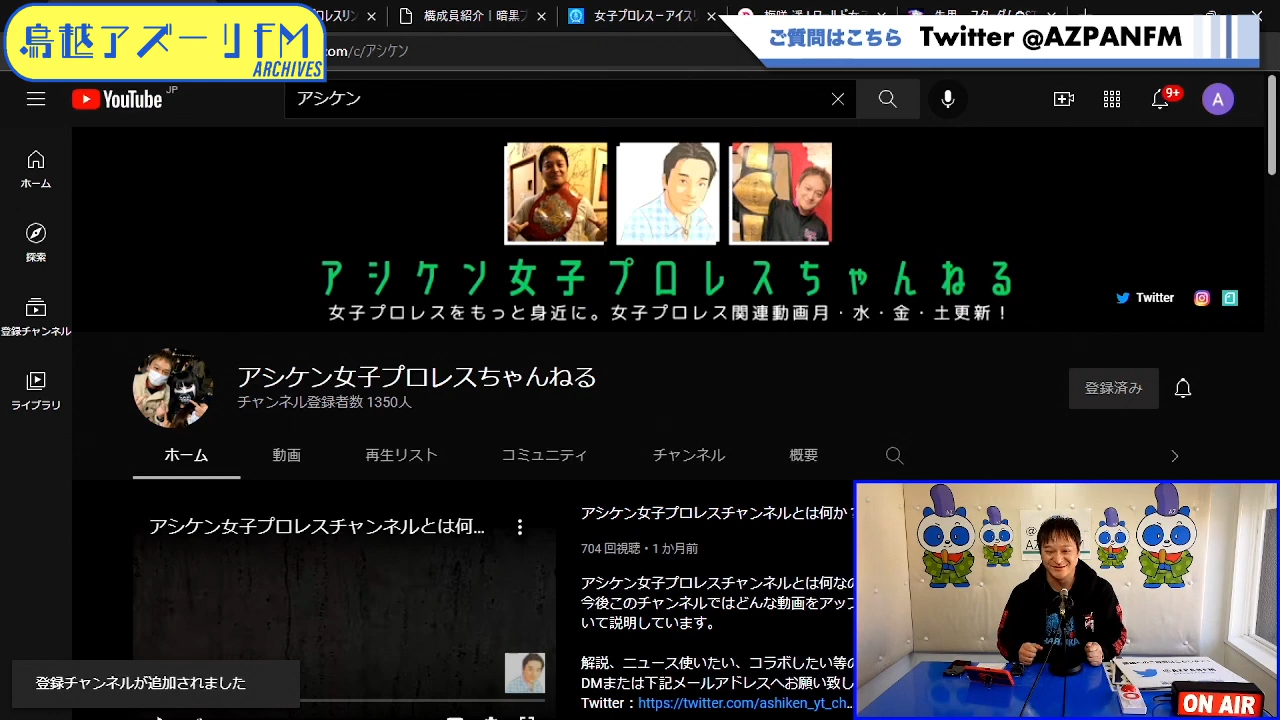 鳥越アズーリFM
ARCHIVES
構成員紹介 | 暗黒プ
女子プロレス－アイスリ
ご質問はこちら Twitter @AZPANFM
.com/c/アシケン
YouTube JP
アシケン
9+
A
ホーム
探索
登録チャンネル
ライブラリ
アシケン女子プロレスちゃんねる
女子プロレスをもっと身近に。女子プロレス関連動画月・水・金・土更新！
Twitter
アシケン女子プロレスちゃんねる
チャンネル登録者数 1350人
登録済み
ホーム 動画 再生リスト コミュニティ チャンネル 概要
アシケン女子プロレスチャンネルとは何...
アシケン女子プロレスチャンネルとは何か？
704 回視聴・1 か月前
アシケン女子プロレスチャンネルとは何なの
今後このチャンネルではどんな動画をアップ
いて説明しています。
解説、ニュース使いたい、コラボしたい等の
DMまたは下記メールアドレスへお願い致し
Twitter：https://twitter.com/ashiken_yt_ch...
登録チャンネルが追加されました
@AZPANFM
ON AIR